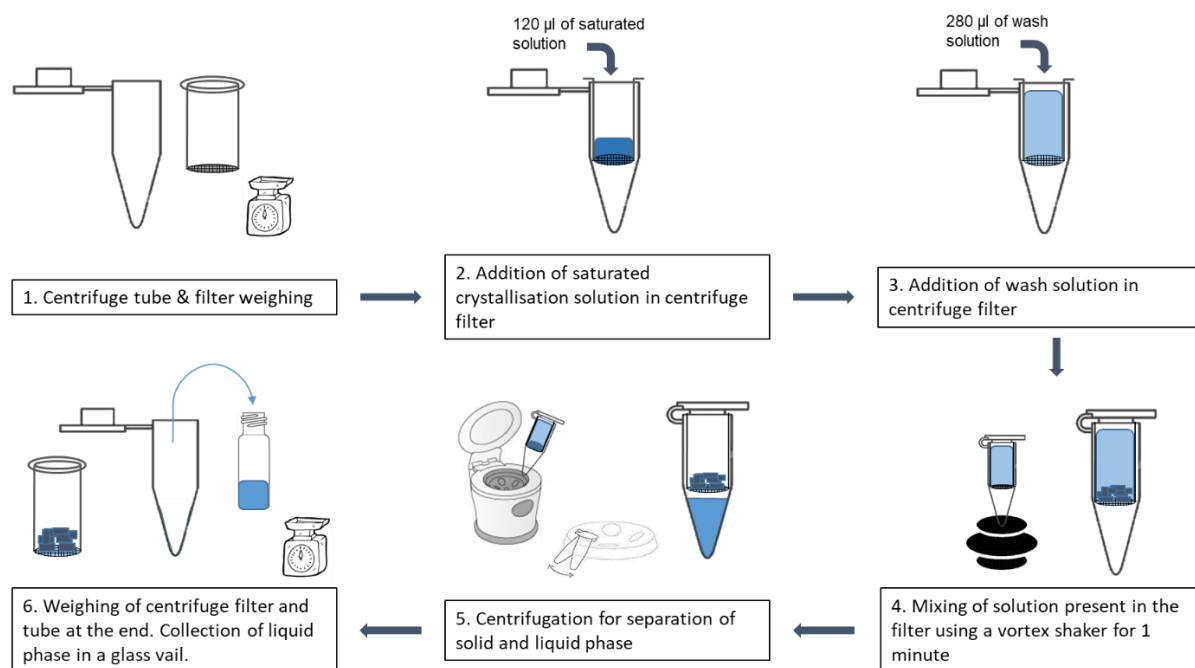 120 µl of saturated
solution
280 µl of wash
solution
1. Centrifuge tube & filter weighing
2. Addition of saturated
crystallisation solution in centrifuge
filter
3. Addition of wash solution in
centrifuge filter
4. Mixing of solution present in the
filter using a vortex shaker for 1
minute
5. Centrifugation for separation of
solid and liquid phase
6. Weighing of centrifuge filter and
tube at the end. Collection of liquid
phase in a glass vail.